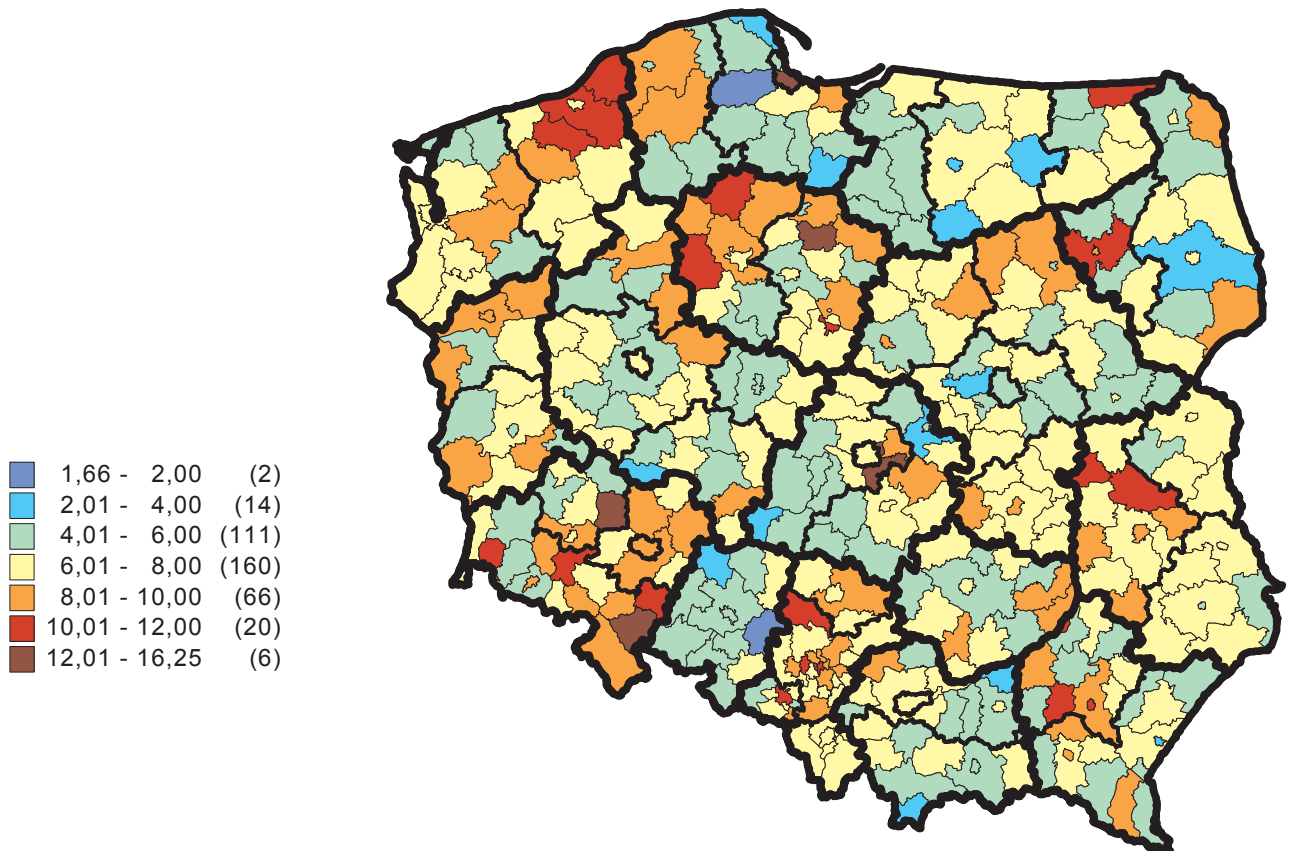 1,66 - 2,00 (2)
2,01 - 4,00 (14)
4,01 - 6,00 (111)
6,01 - 8,00 (160)
8,01 - 10,00 (66)
10,01 - 12,00 (20)
12,01 - 16,25 (6)